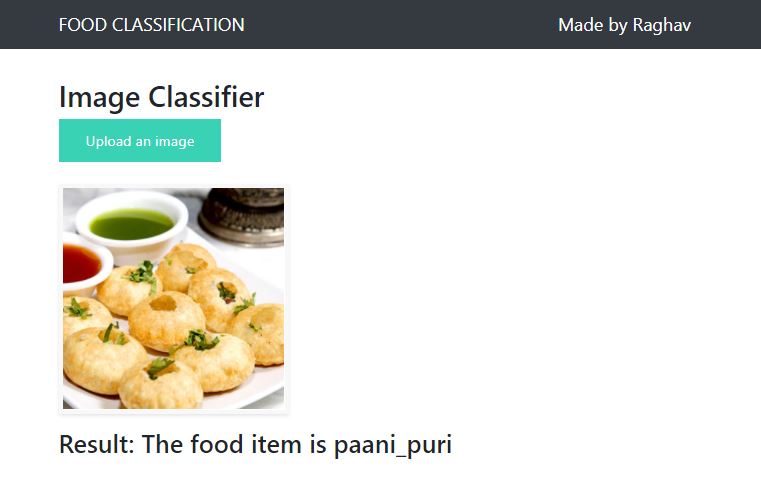 FOOD CLASSIFICATION
Made by Raghav
Image Classifier
Upload an image
Result: The food item is paani_puri